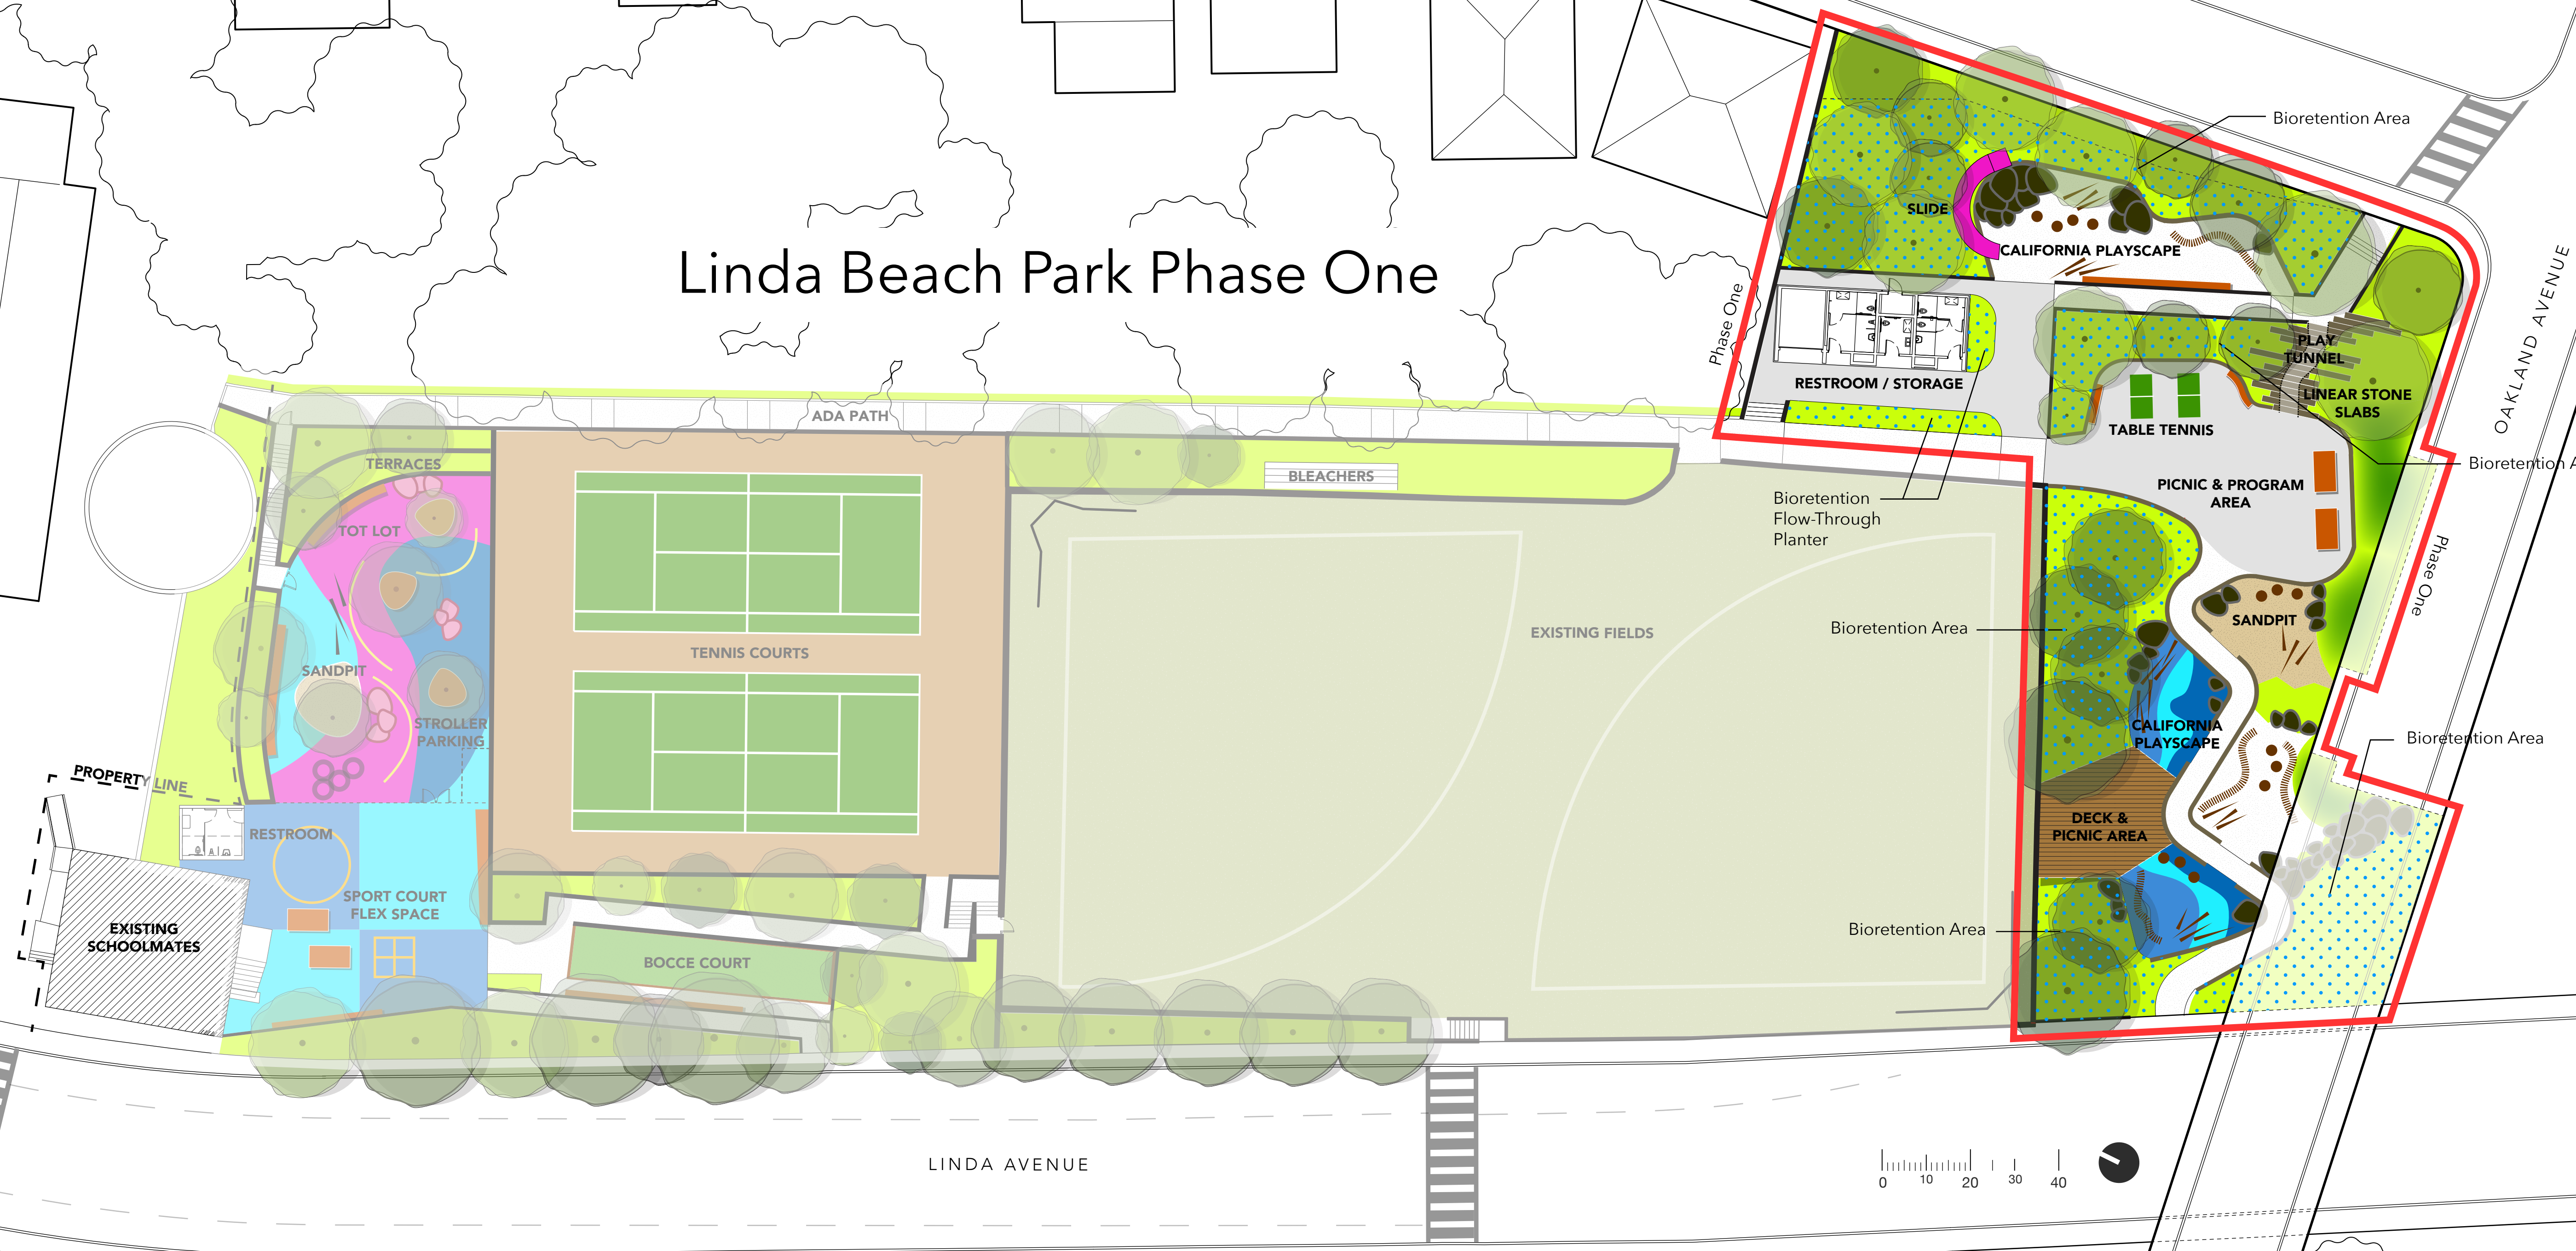 Linda Beach Park Phase One
Bioretention Area
SLIDE
CALIFORNIA PLAYSCAPE
OAKLAND AVENUE
Phase One
PLAY
TUNNEL
RESTROOM / STORAGE
LINEAR STONE
SLABS
TABLE TENNIS
ADA PATH
TERRACES
BLEACHERS
Bioretention A
PICNIC & PROGRAM
AREA
Bioretention
Flow-Through
Planter
TOT LOT
Phase One
SANDPIT
Bioretention Area
EXISTING FIELDS
TENNIS COURTS
SANDPIT
STROLLER
PARKING
CALIFORNIA
PLAYSCAPE
Bioretention Area
PROPERTY LINE
RESTROOM
DECK &
PICNIC AREA
SPORT COURT
FLEX SPACE
EXISTING
SCHOOLMATES
Bioretention Area
BOCCE COURT
LINDA AVENUE
0 10 20 30 40